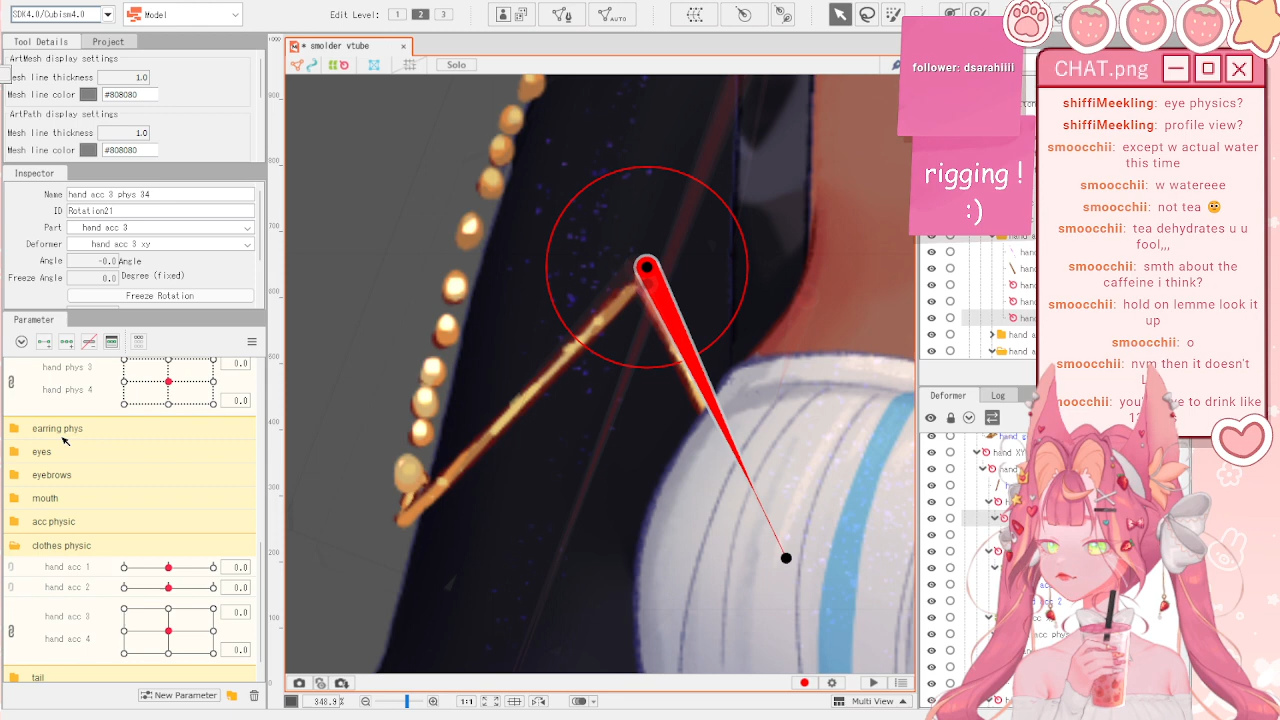 SDK4.0/Cubism4.0
Model
Edit Level: 1 2 3
AUTO
Tool Details
Project
ArtMesh display settings
Mesh line thickness 1.0
Mesh line color #808080
ArtPath display settings
Mesh line thickness 1.0
Mesh line color #808080
Inspector
Name hand acc 3 phys 34
ID Rotation21
Part hand acc 3
Deformer hand acc 3 xy
Angle -0.0 Angle
Freeze Angle 0.0 Degree (fixed)
Freeze Rotation
Parameter
hand phys 3 0.0
hand phys 4 0.0
earring phys
eyes
eyebrows
mouth
acc physic
clothes physic
hand acc 1 0.0
hand acc 2 0.0
hand acc 3 0.0
hand acc 4 0.0
tail
New Parameter
* smolder vtube
Solo
348.9%
1:1
Multi View
follower: dsarahiiii
rigging !
:)
Deformer
Log
hand XY
CHAT.png
shiffiMeekling: eye physics?
shiffiMeekling: profile view?
smoocchii: except w actual water
this time
smoocchii: w watereee
smoocchii: not tea
smoocchii: tea dehydrates u u
fool,,,
smoocchii: smth about the
caffeine i think?
smoocchii: hold on lemme look it
up
smoocchii: o
smoocchii: nvm then it doesn't